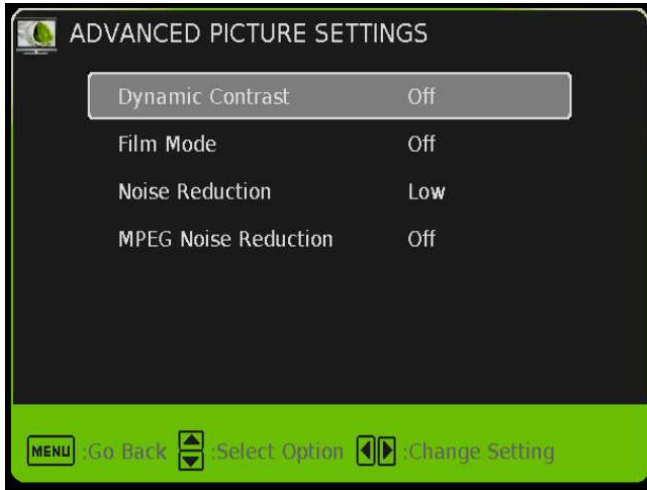 ADVANCED PICTURE SETTINGS
Dynamic Contrast Off
Film Mode Off
Noise Reduction Low
MPEG Noise Reduction Off
MENU :Go Back :Select Option :Change Setting